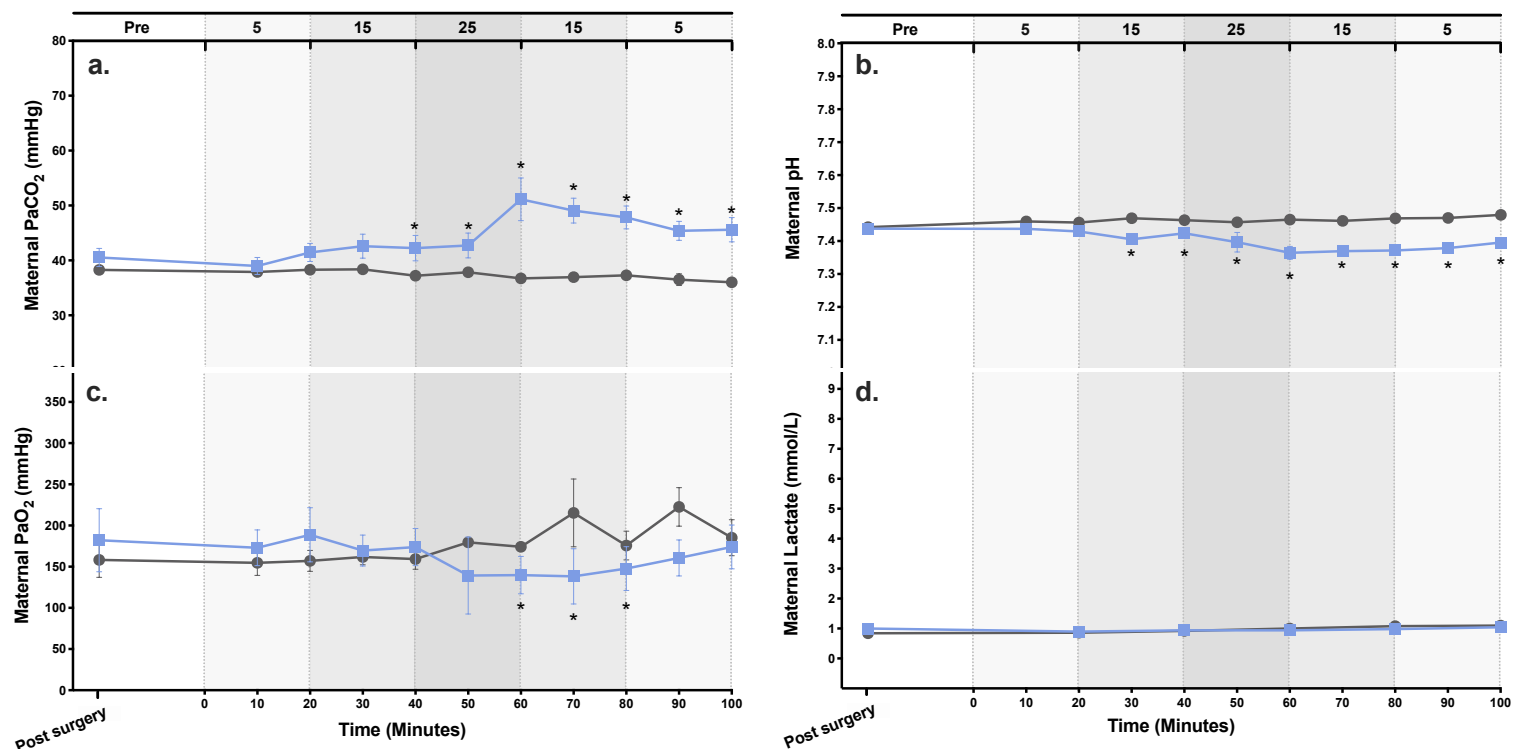 Pre 5 15 25 15 5
a.
Maternal PaCO2 (mmHg)
80
70
60
50
40
30
*
*
*
*
*
*
*
Pre 5 15 25 15 5
b.
Maternal pH
8.0
7.9
7.8
7.7
7.6
7.5
7.4
7.3
7.2
7.1
* * * * * * * *
c.
Maternal PaO2 (mmHg)
350
300
250
200
150
100
50
0
* * *
Post surgery 0 10 20 30 40 50 60 70 80 90 100
Time (Minutes)
d.
Maternal Lactate (mmol/L)
9
8
7
6
5
4
3
2
1
0
Post surgery 0 10 20 30 40 50 60 70 80 90 100
Time (Minutes)